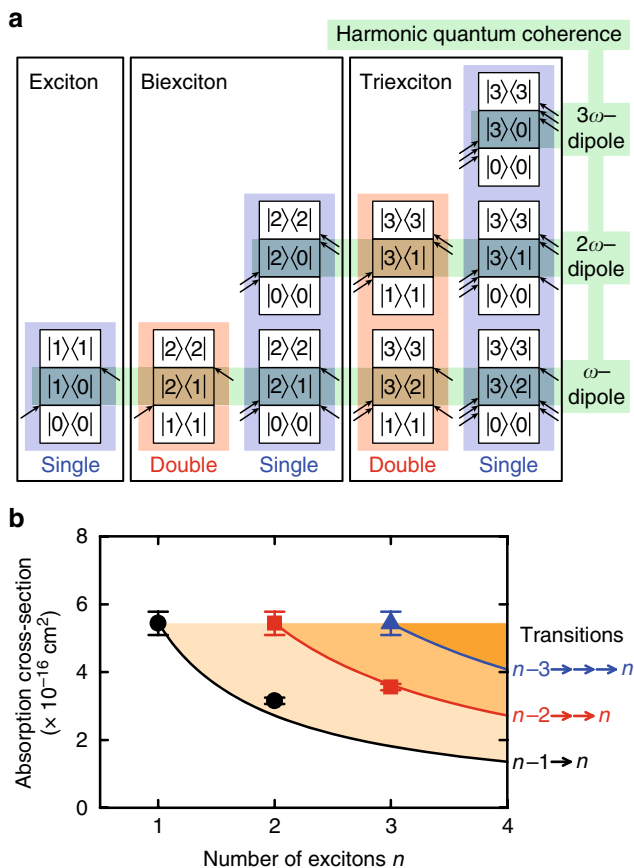 a
Harmonic quantum coherence
Exciton
Biexciton
Triexciton
|3⟩⟨3|
|3⟩⟨0|
|0⟩⟨0|
3ω–
dipole
|2⟩⟨2|
|2⟩⟨0|
|0⟩⟨0|
|3⟩⟨3|
|3⟩⟨1|
|1⟩⟨1|
|3⟩⟨3|
|3⟩⟨1|
|0⟩⟨0|
2ω–
dipole
|1⟩⟨1|
|1⟩⟨0|
|0⟩⟨0|
|2⟩⟨2|
|2⟩⟨1|
|1⟩⟨1|
|2⟩⟨2|
|2⟩⟨1|
|0⟩⟨0|
|3⟩⟨3|
|3⟩⟨2|
|1⟩⟨1|
|3⟩⟨3|
|3⟩⟨2|
|0⟩⟨0|
ω–
dipole
Single
Double
Single
Double
Single
b
Absorption cross-section
(× 10⁻¹⁶ cm²)
8
6
4
2
0
1
2
3
4
Number of excitons n
Transitions
n–3→→→n
n–2→→n
n–1→n